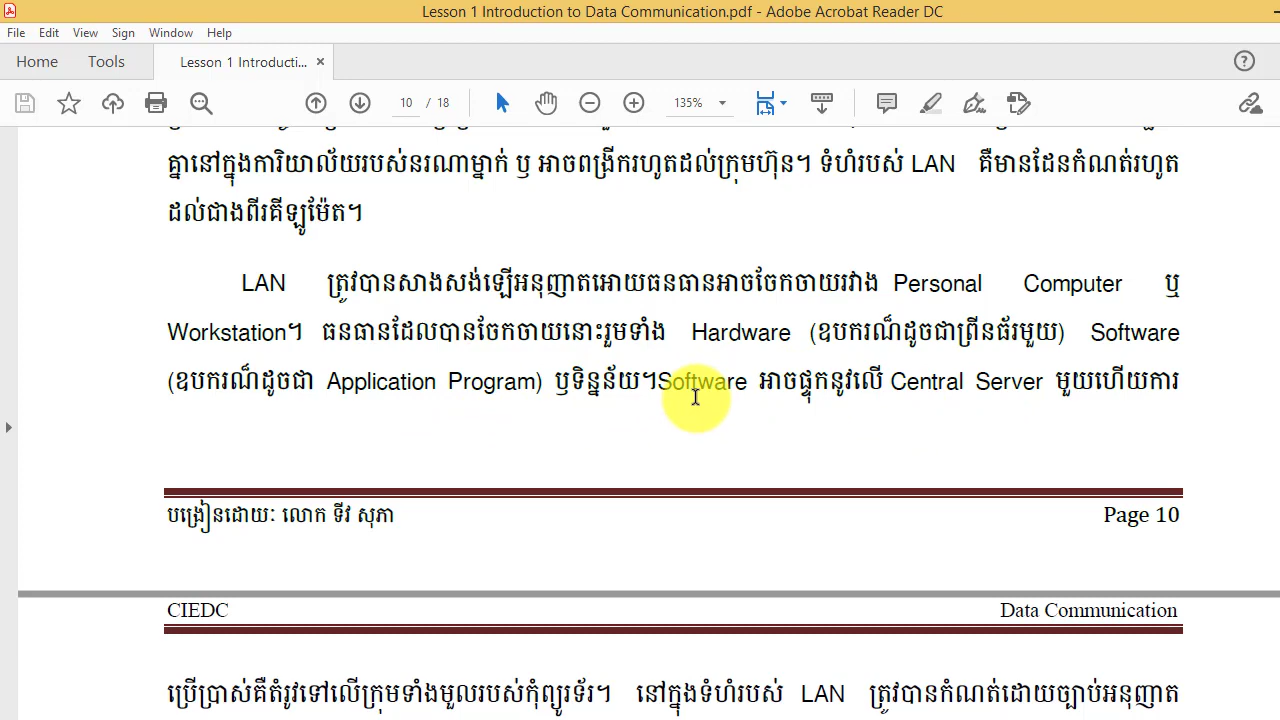 Lesson 1 Introduction to Data Communication.pdf - Adobe Acrobat Reader DC
File Edit View Sign Window Help
Home Tools Lesson 1 Introducti... ×
10 / 18 135%
គ្នានៅក្នុងការិយាល័យរបស់នរណាម្នាក់ ឬ អាចពង្រីករហូតដល់ក្រុមហ៊ុន។ ទំហំរបស់ LAN គឺមានដែនកំណត់រហូត
ដល់ជាងពីរគីឡូម៉ែត។
LAN ត្រូវបានសាងសង់ឡើអនុញាតអោយធនធានអាចចែកចាយរវាង Personal Computer ឬ
Workstation។ ធនធានដែលបានចែកចាយនោះរួមទាំង Hardware (ឧបករណ៏ដូចជាព្រីនធ័រមួយ) Software
(ឧបករណ៏ដូចជា Application Program) ឫទិន្នន័យ។Software អាចផ្ទុកនូវលើ Central Server មួយហើយការ
បង្រៀនដោយៈ លោក ទីវ សុភា Page 10
CIEDC Data Communication
ប្រើប្រាស់គឺតំរូវទៅលើក្រុមទាំងមូលរបស់កុំព្យូរទ័រ។ នៅក្នុងទំហំរបស់ LAN ត្រូវបានកំណត់ដោយច្បាប់អនុញាត